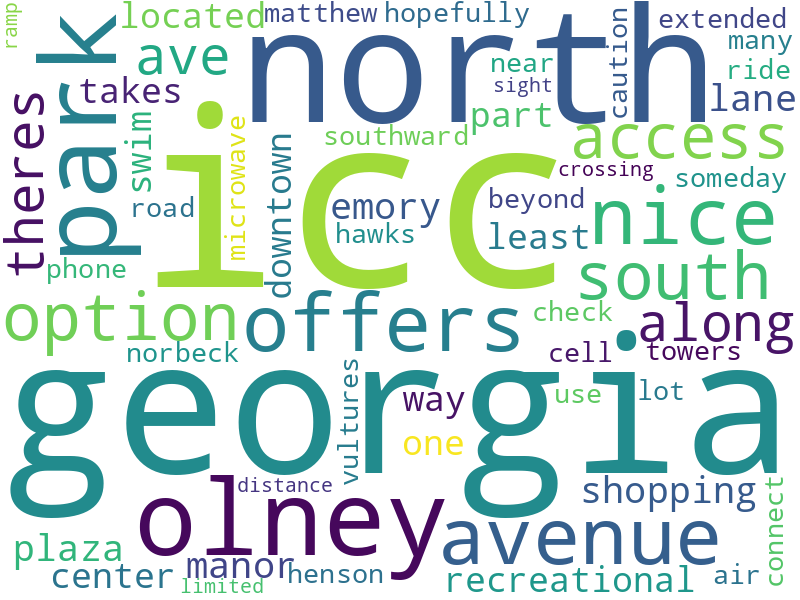 ramp
located
matthew
hopefully
extended
park
ave
north
near
caution
many
sight
ride
takes
lane
part
theres
swim
microwave
southward
access
icc
crossing
someday
downtown
road
emory
beyond
nice
hawks
least
phone
south
option
offers
check
along
norbeck
cell
towers
georgia
vultures
way
use
lot
one
olney
distance
shopping
connect
avenue
plaza
center
manor
henson
recreational
air
limited